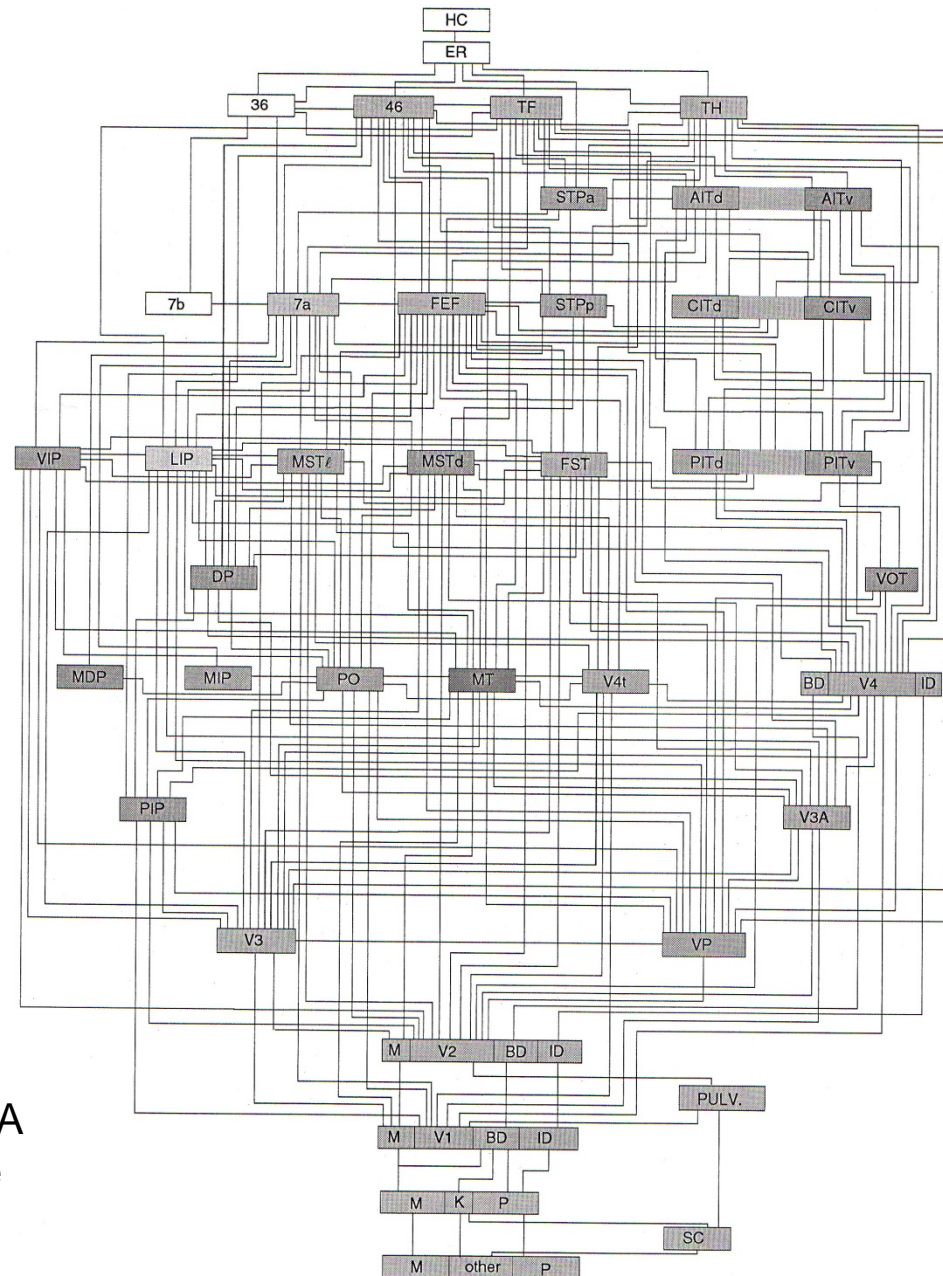 HC
ER
36 46 TF TH
STPa AITd AITv
7b 7a FEF STPp CITd CITv
VIP LIP MSTℓ MSTd FST PITd PITv
DP VOT
MDP MIP PO MT V4t BD V4 ID
PIP V3A
V3 VP
M V2 BD ID
PULV.
A
M V1 BD ID
M K P
SC
M other P